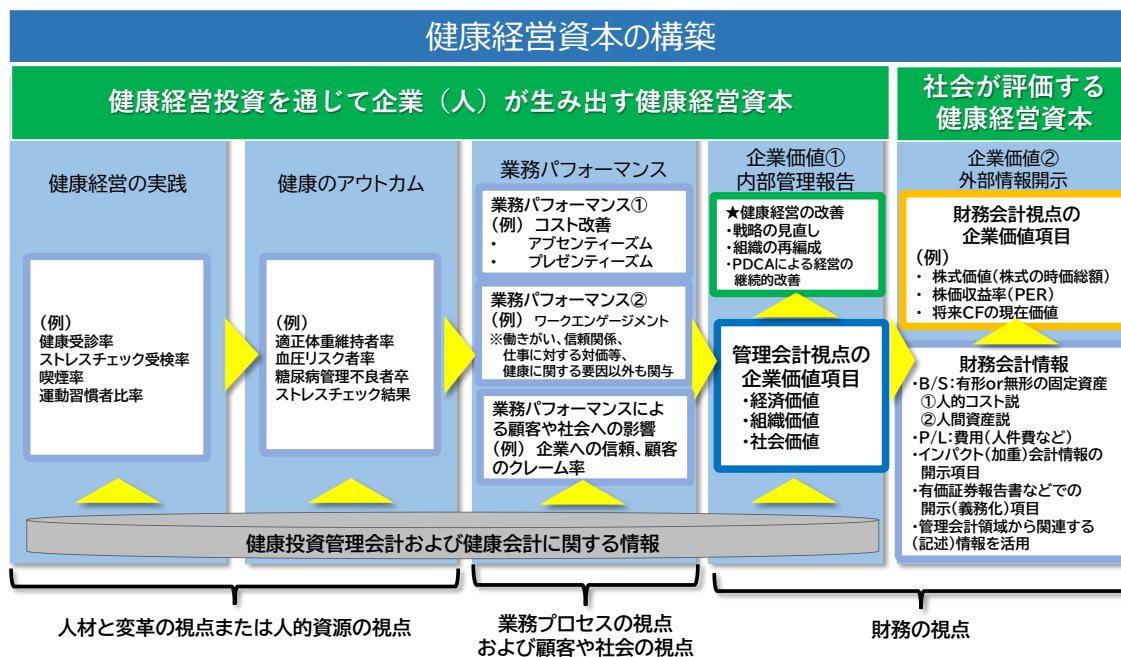 健康経営資本の構築
健康経営投資を通じて企業（人）が生み出す健康経営資本
社会が評価する
健康経営資本
健康経営の実践
（例）
健康受診率
ストレスチェック受検率
喫煙率
運動習慣者比率
健康のアウトカム
（例）
適正体重維持者率
血圧リスク者率
糖尿病管理不良者卒
ストレスチェック結果
業務パフォーマンス
業務パフォーマンス①
（例） コスト改善
・ アブセンティーズム
・ プレゼンティーズム
業務パフォーマンス②
（例） ワークエンゲージメント
※働きがい、信頼関係、
仕事に対する対価等、
健康に関する要因以外も関与
業務パフォーマンスによ
る顧客や社会への影響
（例） 企業への信頼、顧客
のクレーム率
企業価値①
内部管理報告
★健康経営の改善
・戦略の見直し
・組織の再編成
・PDCAによる経営の
継続的改善
管理会計視点の
企業価値項目
・経済価値
・組織価値
・社会価値
企業価値②
外部情報開示
財務会計視点の
企業価値項目
（例）
・ 株式価値（株式の時価総額）
・ 株価収益率（PER）
・ 将来CFの現在価値
財務会計情報
・B/S：有形or無形の固定資産
①人的コスト説
②人間資産説
・P/L：費用（人件費など）
・インパクト（加重）会計情報の
開示項目
・有価証券報告書などでの
開示（義務化）項目
・管理会計領域から関連する
（記述）情報を活用
健康投資管理会計および健康会計に関する情報
人材と変革の視点または人的資源の視点
業務プロセスの視点
および顧客や社会の視点
財務の視点